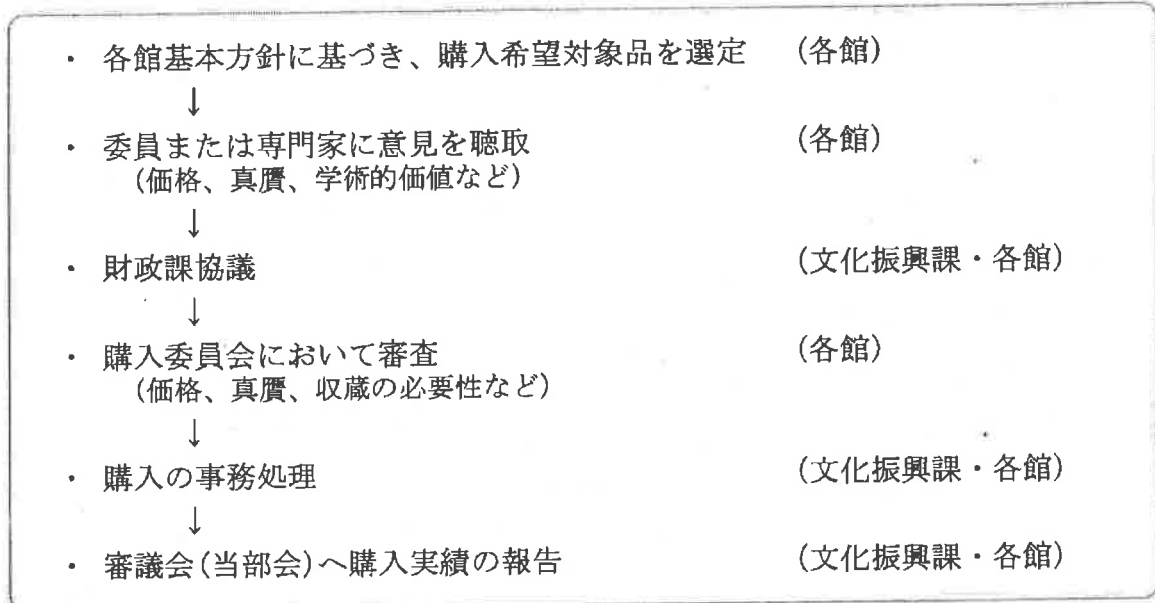 ・ 各館基本方針に基づき、購入希望対象品を選定 (各館)
↓
・ 委員または専門家に意見を聴取 (各館)
(価格、真贋、学術的価値など)
↓
・ 財政課協議 (文化振興課・各館)
↓
・ 購入委員会において審査 (各館)
(価格、真贋、収蔵の必要性など)
↓
・ 購入の事務処理 (文化振興課・各館)
↓
・ 審議会(当部会)へ購入実績の報告 (文化振興課・各館)